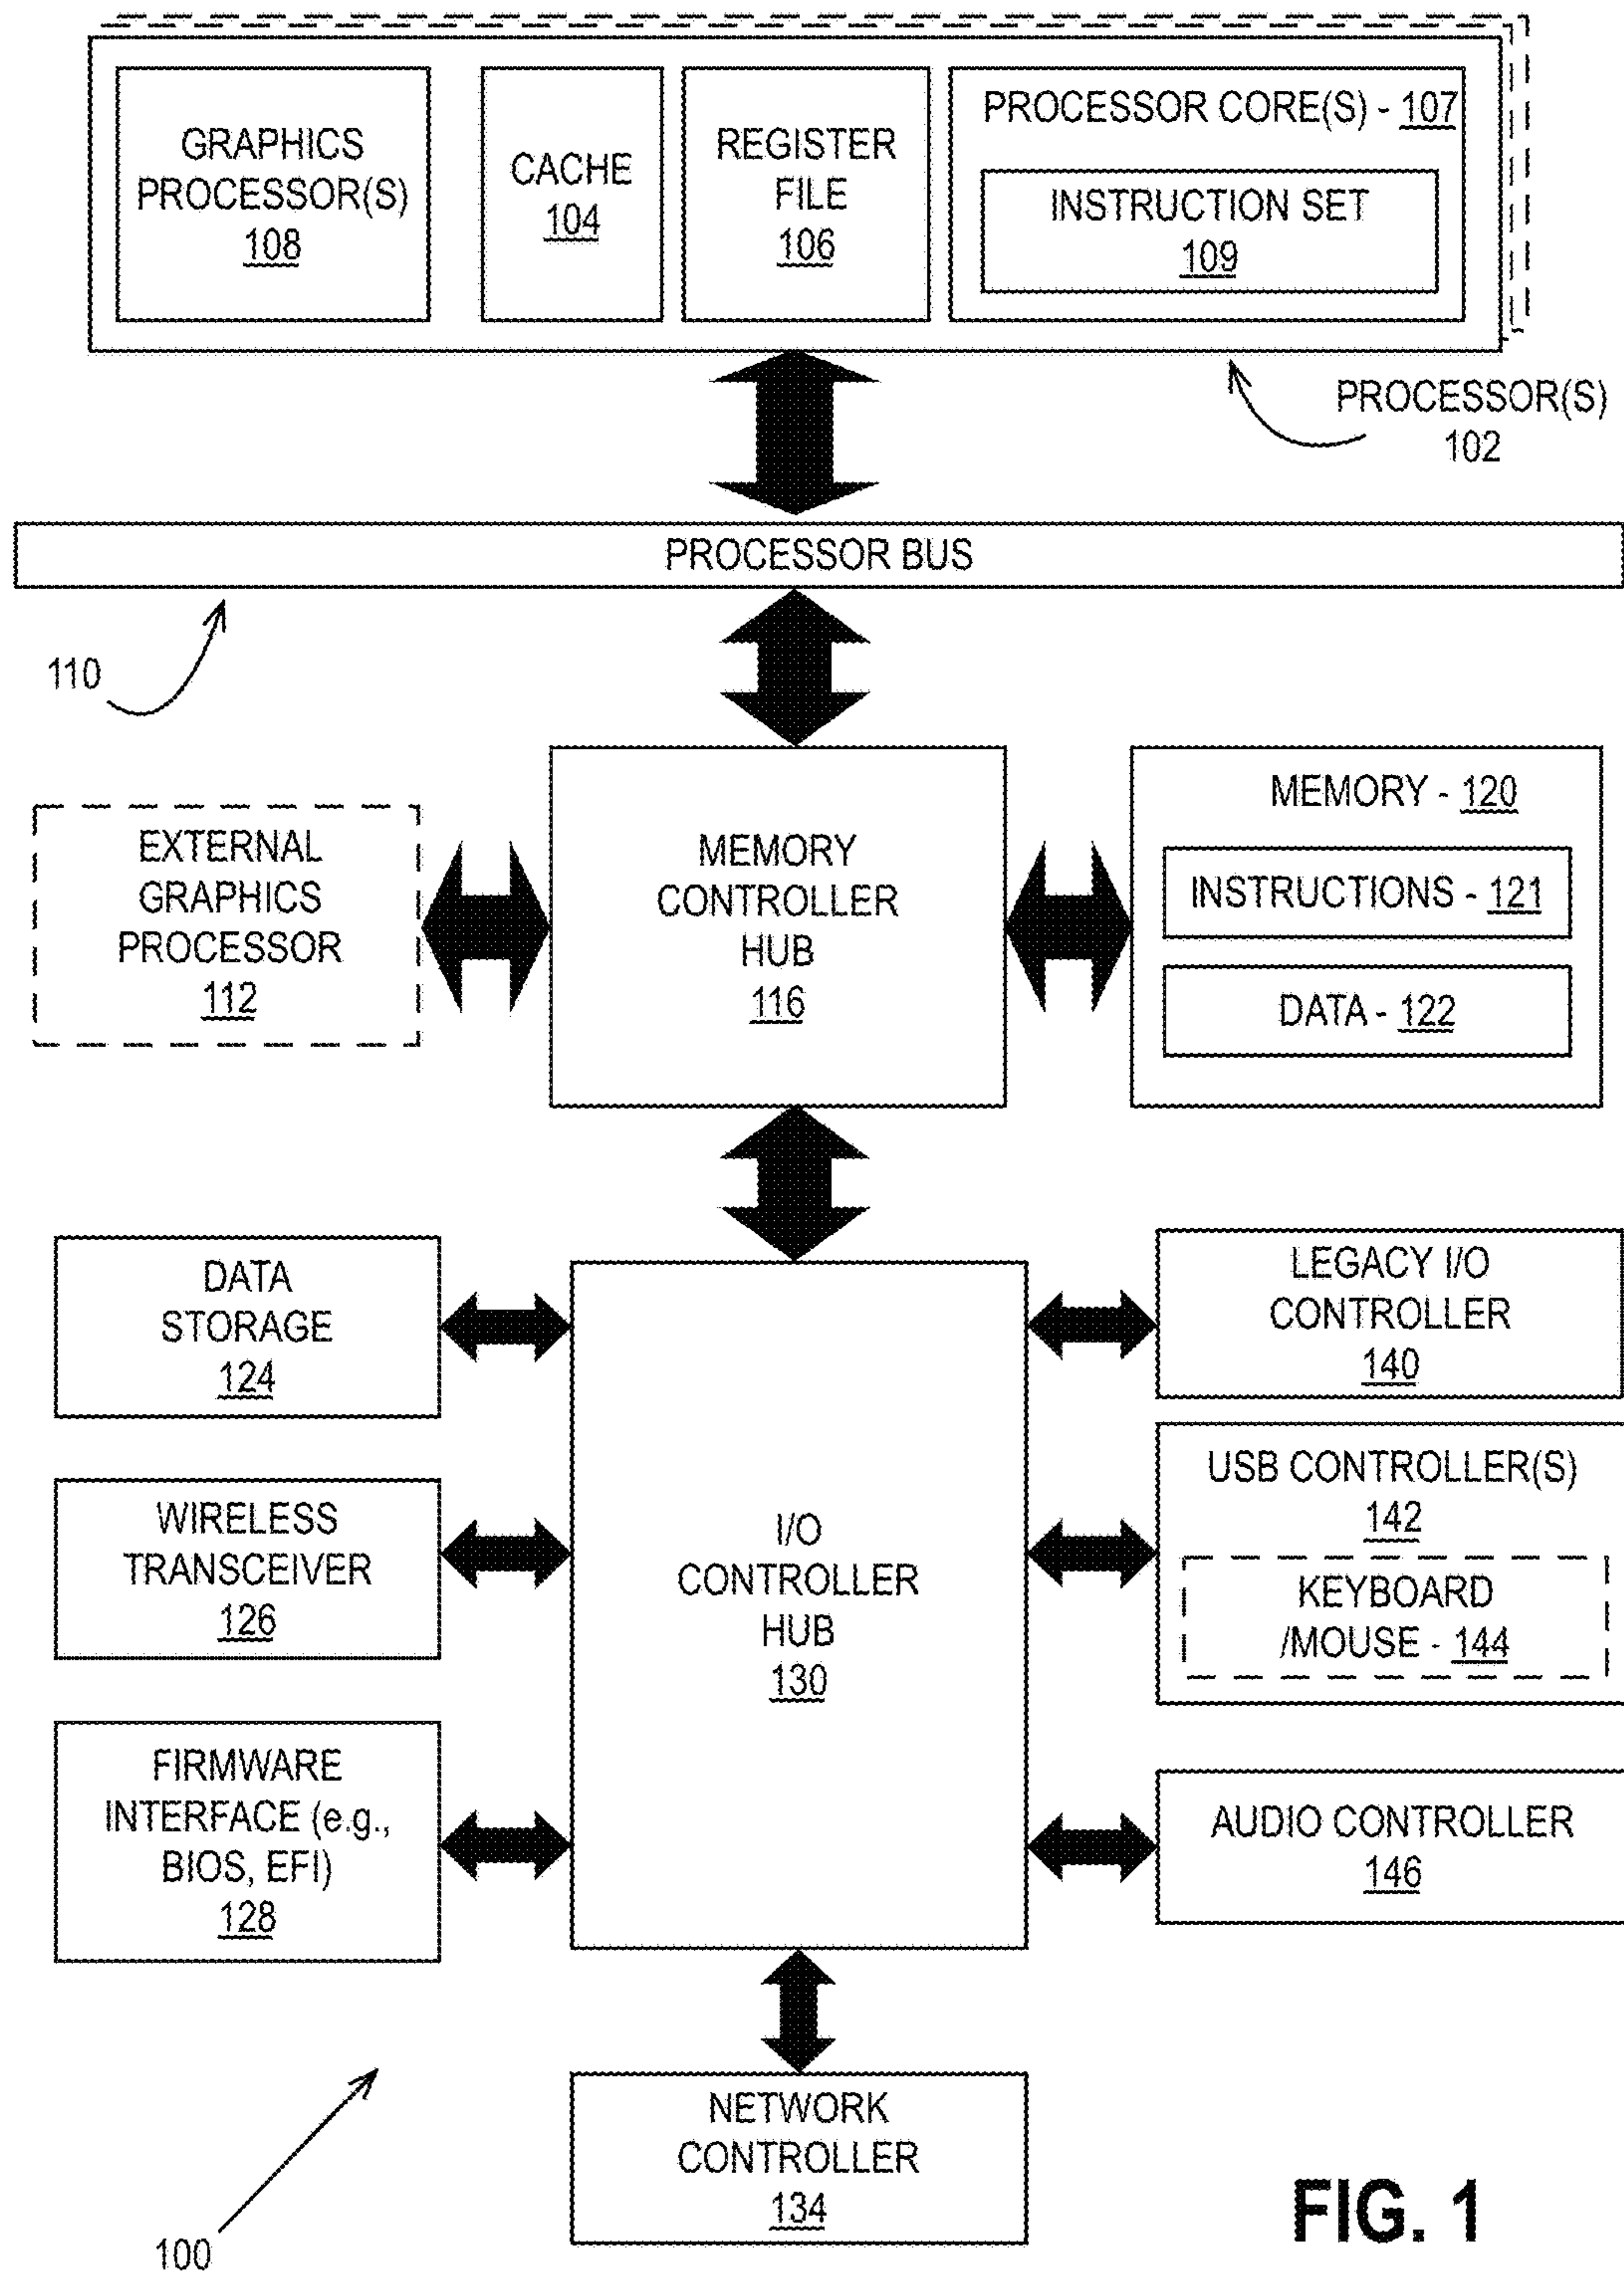 GRAPHICS
PROCESSOR(S)
108
CACHE
104
REGISTER
FILE
106
PROCESSOR CORE(S) - 107
INSTRUCTION SET
109
PROCESSOR(S)
102
PROCESSOR BUS
110
EXTERNAL
GRAPHICS
PROCESSOR
112
MEMORY
CONTROLLER
HUB
116
MEMORY - 120
INSTRUCTIONS - 121
DATA - 122
DATA
STORAGE
124
WIRELESS
TRANSCEIVER
126
FIRMWARE
INTERFACE (e.g.,
BIOS, EFI)
128
I/O
CONTROLLER
HUB
130
LEGACY I/O
CONTROLLER
140
USB CONTROLLER(S)
142
KEYBOARD
/MOUSE - 144
AUDIO CONTROLLER
146
NETWORK
CONTROLLER
134
100
FIG. 1